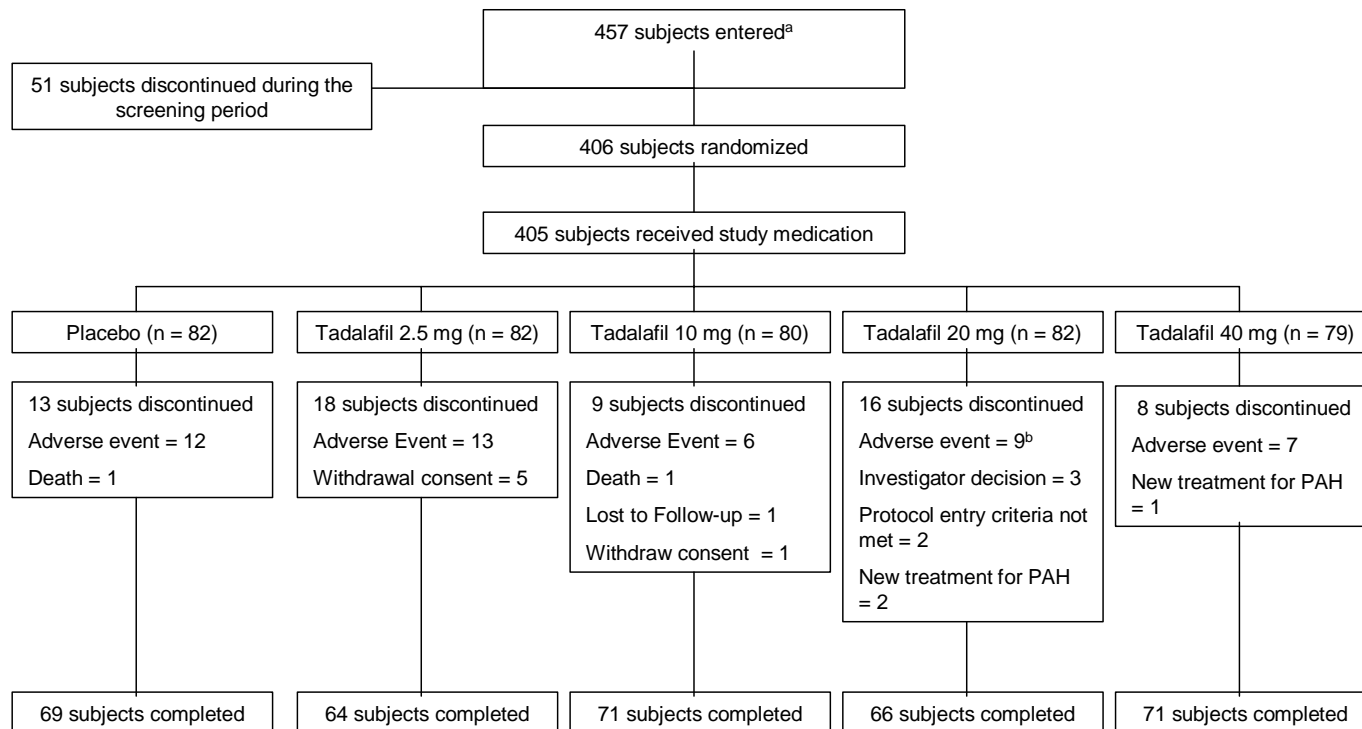 457 subjects enteredᵃ
51 subjects discontinued during the
screening period
406 subjects randomized
405 subjects received study medication
Placebo (n = 82)
Tadalafil 2.5 mg (n = 82)
Tadalafil 10 mg (n = 80)
Tadalafil 20 mg (n = 82)
Tadalafil 40 mg (n = 79)
13 subjects discontinued
Adverse event = 12
Death = 1
18 subjects discontinued
Adverse Event = 13
Withdrawal consent = 5
9 subjects discontinued
Adverse Event = 6
Death = 1
Lost to Follow-up = 1
Withdraw consent = 1
16 subjects discontinued
Adverse event = 9ᵇ
Investigator decision = 3
Protocol entry criteria not
met = 2
New treatment for PAH
= 2
8 subjects discontinued
Adverse event = 7
New treatment for PAH
= 1
69 subjects completed
64 subjects completed
71 subjects completed
66 subjects completed
71 subjects completed